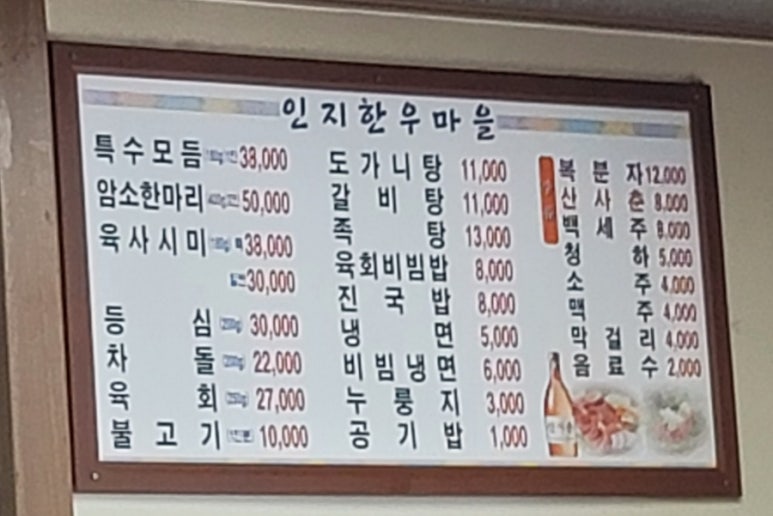 인지한우마을
특수모듬 38,000
암소한마리 50,000
육사시미 38,000
30,000
등심 30,000
차돌 22,000
육회 27,000
불고기 10,000
도가니탕 11,000
갈비탕 11,000
족탕 13,000
육회비빔밥 8,000
진국밥 8,000
냉면 5,000
비빔냉면 6,000
누룽지 3,000
공기밥 1,000
복분자 12,000
산사춘 8,000
백세주 8,000
청하 5,000
소주 4,000
맥주 4,000
막걸리 4,000
음료수 2,000